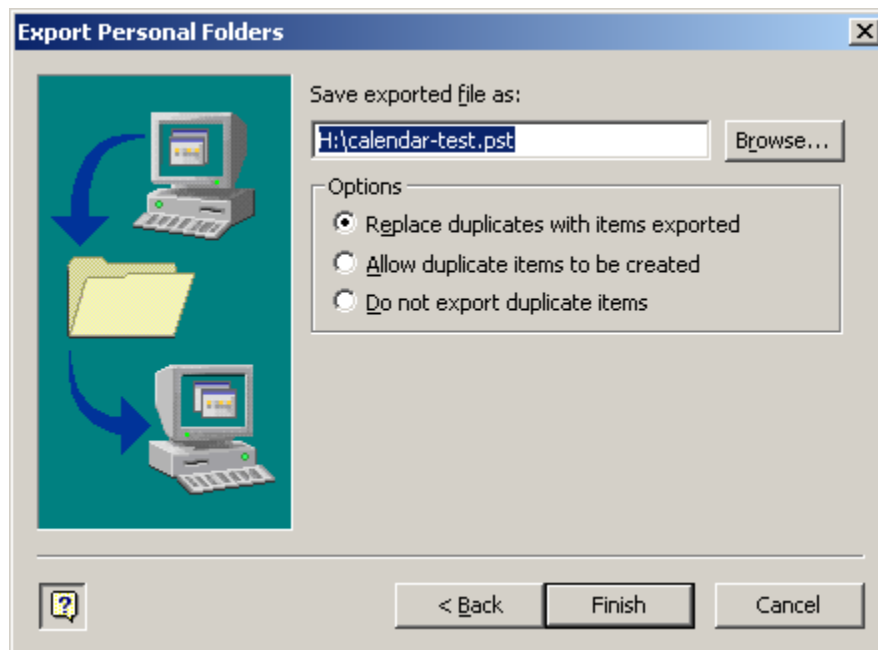 Export Personal Folders
Save exported file as:
H:\calendar-test.pst
Browse...
Options
Replace duplicates with items exported
Allow duplicate items to be created
Do not export duplicate items
?
< Back
Finish
Cancel